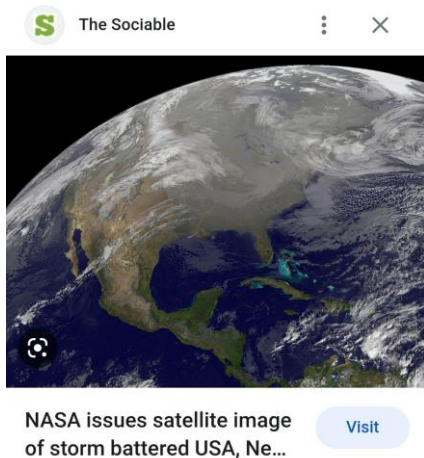 S The Sociable
NASA issues satellite image
Visit
of storm battered USA, Ne...